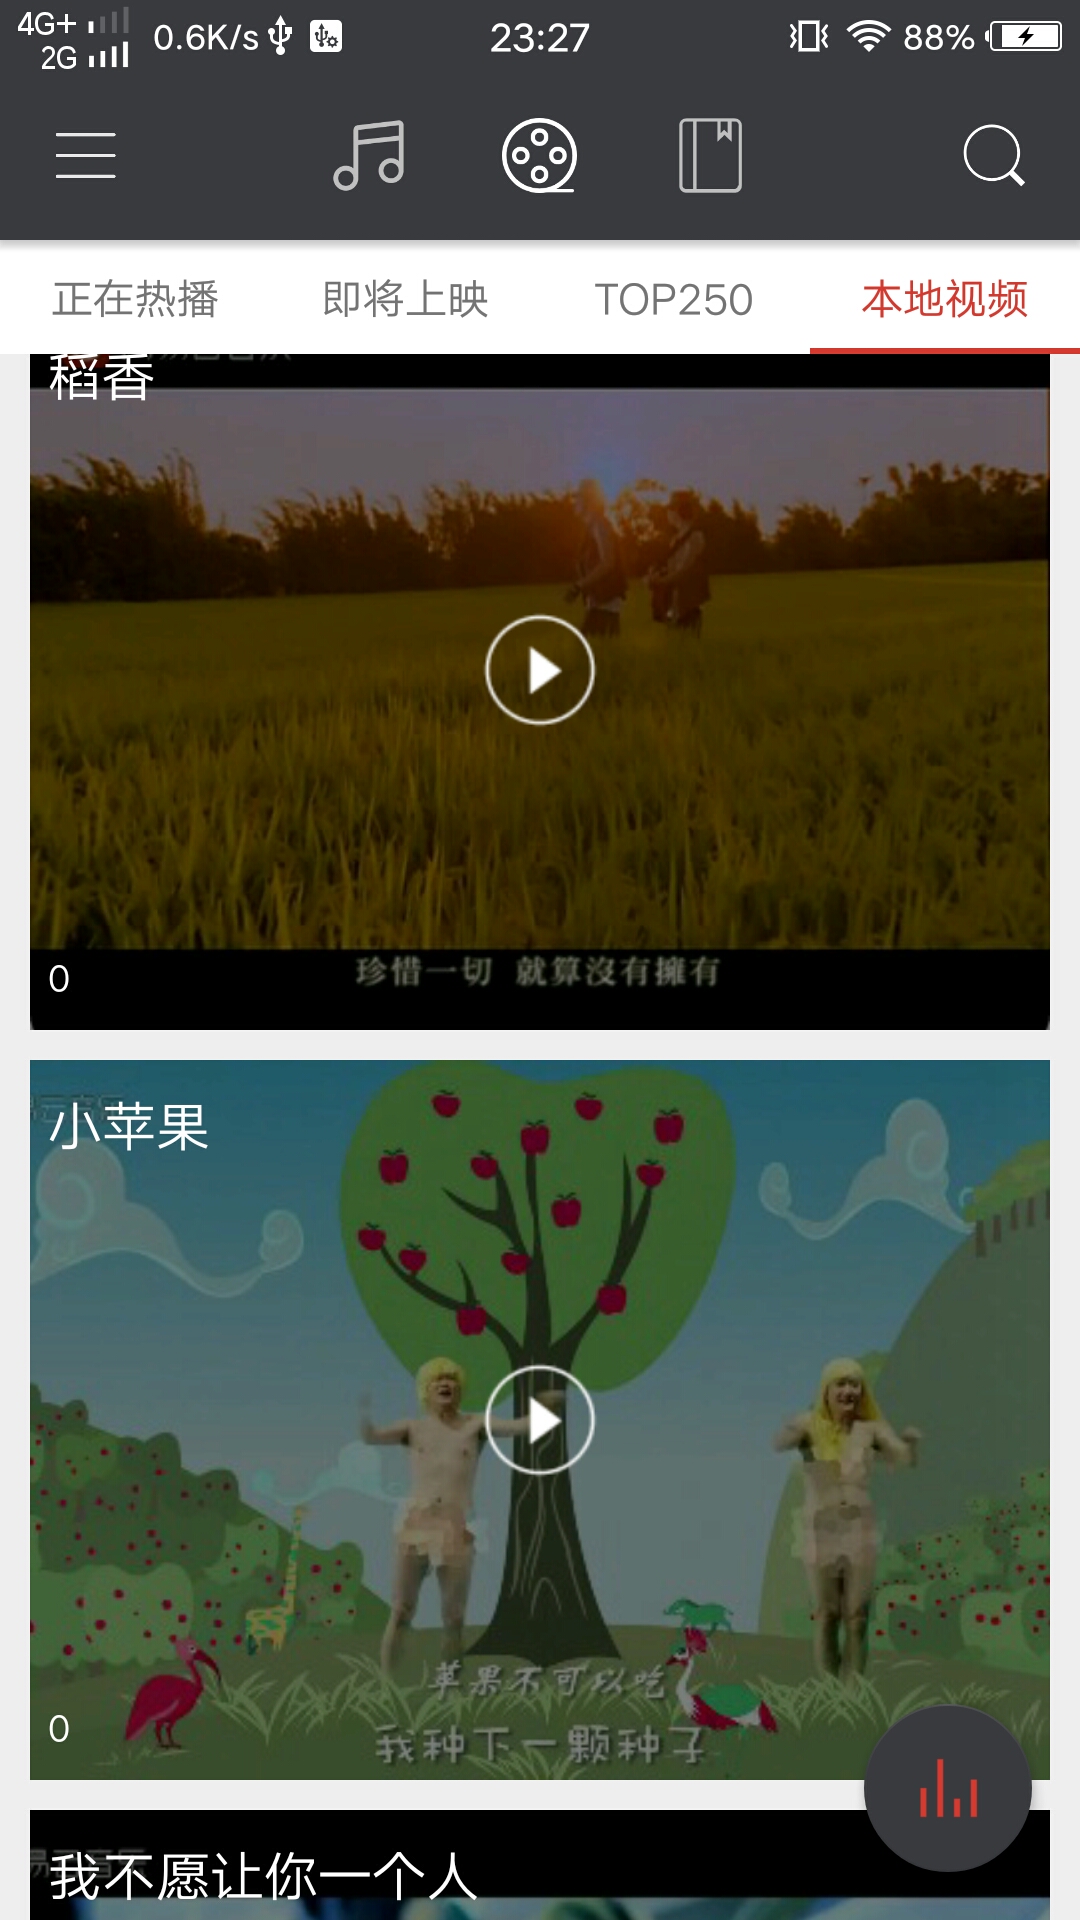 4G+
2G
0.6K/s
23:27
88%
正在热播 即将上映 TOP250 本地视频
稻香
珍惜一切 就算沒有擁有
0
小苹果
苹果不可以吃
我种下一颗种子
0
我不愿让你一个人